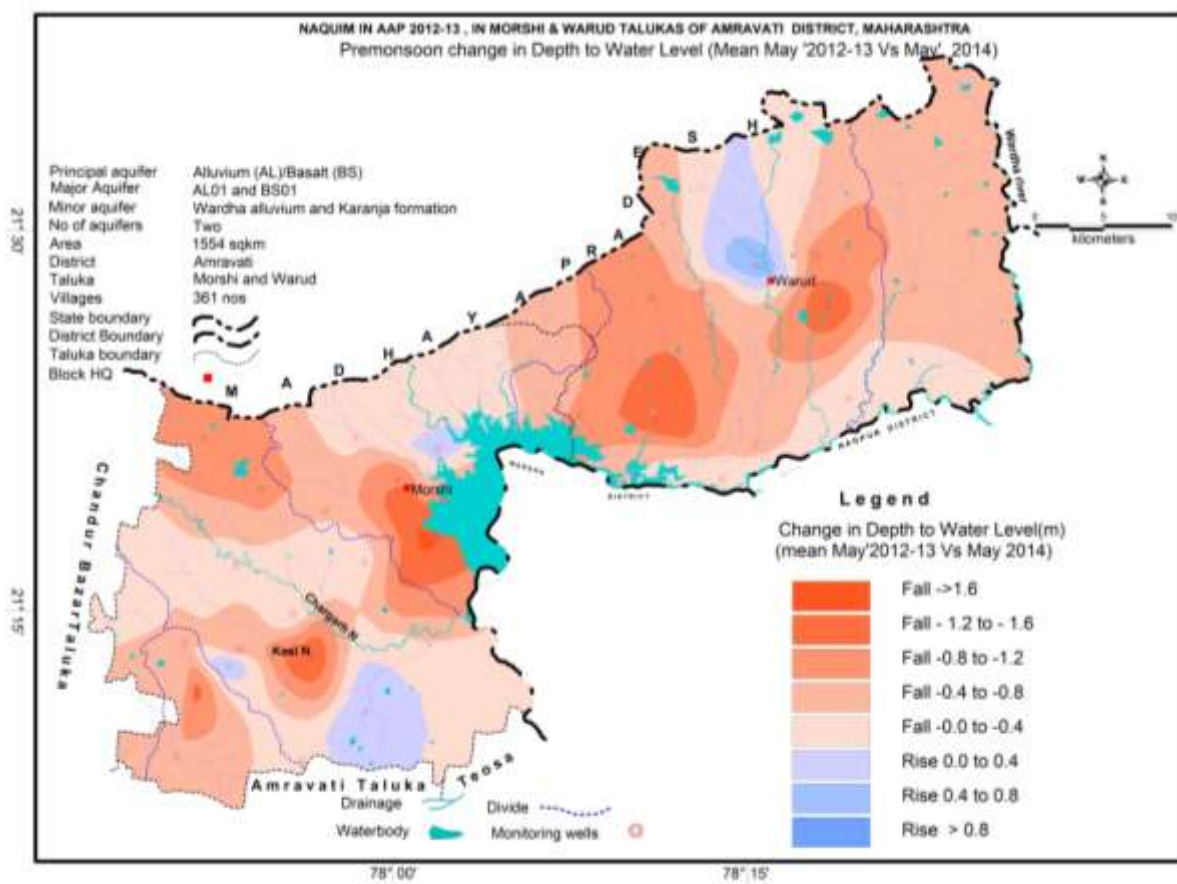 NAQUIM IN AAP 2012-13 , IN MORSHI & WARUD TALUKAS OF AMRAVATI DISTRICT, MAHARASHTRA
Premonsoon change in Depth to Water Level (Mean May '2012-13 Vs May' 2014)
Principal aquifer Alluvium (AL)/Basalt (BS)
Major Aquifer AL01 and BS01
Minor aquifer Wardha alluvium and Karanja formation
No of aquifers Two
Area 1554 sqkm
District Amravati
Taluka Morshi and Warud
Villages 361 nos
State boundary
District Boundary
Taluka boundary
Block HQ
MADHAYA PRADESH
Wardha river
N
W E
S
0 5 10
kilometers
21° 30'
21° 15'
Warud
Morshi
NAGPUR DISTRICT
WARDHA DISTRICT
Chandur Bazar Taluka
Chargarh N
Kasi N
Amravati Taluka
Teosa
Legend
Change in Depth to Water Level(m)
(mean May'2012-13 Vs May 2014)
Fall ->1.6
Fall - 1.2 to - 1.6
Fall -0.8 to -1.2
Fall -0.4 to -0.8
Fall -0.0 to -0.4
Rise 0.0 to 0.4
Rise 0.4 to 0.8
Rise > 0.8
Drainage Divide
Waterbody Monitoring wells
78° 00' 78° 15'